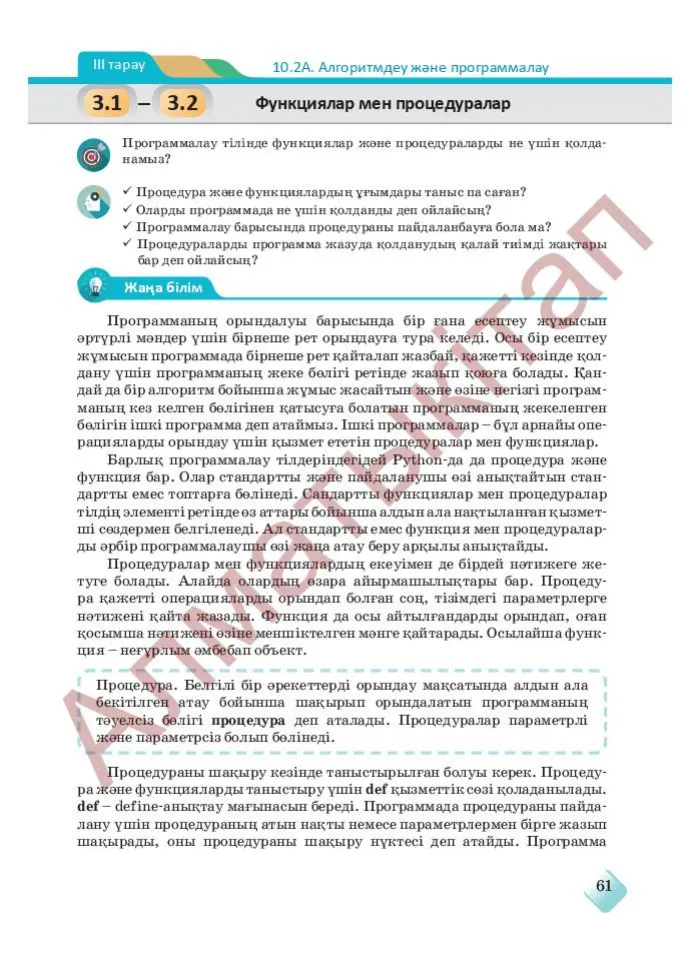 III тарау
10.2А. Алгоритмдеу және программалау
3.1 – 3.2 Функциялар мен процедуралар
Программалау тілінде функциялар және процедураларды не үшін қолда-
намыз?
✓ Процедура және функциялардың ұғымдары таныс па саған?
✓ Оларды программада не үшін қолданды деп ойлайсың?
✓ Программалау барысында процедураны пайдаланбауға бола ма?
✓ Процедураларды программа жазуда қолданудың қалай тиімді жақтары
бар деп ойлайсың?
Жаңа білім
Программаның орындалуы барысында бір ғана есептеу жұмысын
әртүрлі мәндер үшін бірнеше рет орындауға тура келеді. Осы бір есептеу
жұмысын программада бірнеше рет қайталап жазбай, қажетті кезінде қол-
дану үшін программаның жеке бөлігі ретінде жазып қоюға болады. Қан-
дай да бір алгоритм бойынша жұмыс жасайтын және өзіне негізгі програм-
маның кез келген бөлігінен қатысуға болатын программаның жекеленген
бөлігін ішкі программа деп атаймыз. Ішкі программалар – бұл арнайы опе-
рацияларды орындау үшін қызмет ететін процедуралар мен функциялар.
Барлық программалау тілдеріндегідей Python-да да процедура және
функция бар. Олар стандартты және пайдаланушы өзі анықтайтын стан-
дартты емес топтарға бөлінеді. Сандартты функциялар мен процедуралар
тілдің элементі ретінде өз аттары бойынша алдын ала нақтыланған қызмет-
ші сөздермен белгіленеді. Ал стандартты емес функция мен процедуралар-
ды әрбір программалаушы өзі жаңа атау беру арқылы анықтайды.
Процедуралар мен функциялардың екеуімен де бірдей нәтижеге же-
туге болады. Алайда олардың өзара айырмашылықтары бар. Процеду-
ра қажетті операцияларды орындап болған соң, тізімдегі параметрлерге
нәтижені қайта жазады. Функция да осы айтылғандарды орындап, оған
қосымша нәтижені өзіне меншіктелген мәнге қайтарады. Осылайша функ-
ция – неғұрлым әмбебап объект.
Процедура. Белгілі бір әрекеттерді орындау мақсатында алдын ала
бекітілген атау бойынша шақырып орындалатын программаның
тәуелсіз бөлігі процедура деп аталады. Процедуралар параметрлі
және параметрсіз болып бөлінеді.
Процедураны шақыру кезінде таныстырылған болуы керек. Процеду-
ра және функцияларды таныстыру үшін def қызметтік сөзі қоладанылады.
def – define-анықтау мағынасын береді. Программада процедураны пайда-
лану үшін процедураның атын нақты немесе параметрлермен бірге жазып
шақырады, оны процедураны шақыру нүктесі деп атайды. Программа
61
Алматыкітап